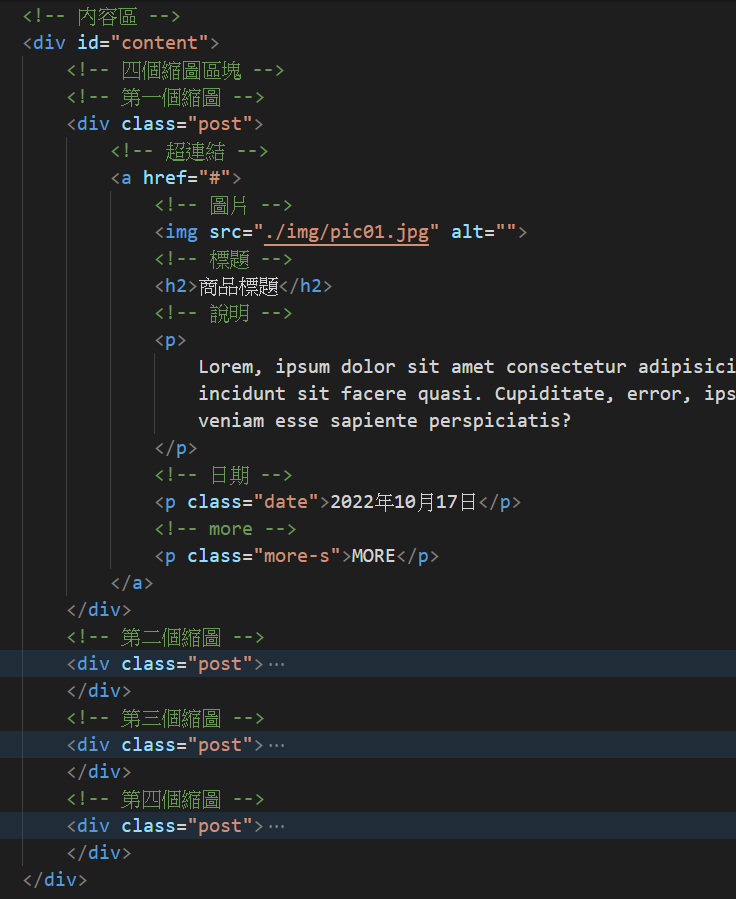 <!-- 內容區 -->
<div id="content">
<!-- 四個縮圖區塊 -->
<!-- 第一個縮圖 -->
<div class="post">
<!-- 超連結 -->
<a href="#">
<!-- 圖片 -->
<img src="./img/pic01.jpg" alt="">
<!-- 標題 -->
<h2>商品標題</h2>
<!-- 說明 -->
<p>
Lorem, ipsum dolor sit amet consectetur adipisici
incidunt sit facere quasi. Cupiditate, error, ips
veniam esse sapiente perspiciatis?
</p>
<!-- 日期 -->
<p class="date">2022年10月17日</p>
<!-- more -->
<p class="more-s">MORE</p>
</a>
</div>
<!-- 第二個縮圖 -->
<div class="post">···
</div>
<!-- 第三個縮圖 -->
<div class="post">···
</div>
<!-- 第四個縮圖 -->
<div class="post">···
</div>
</div>